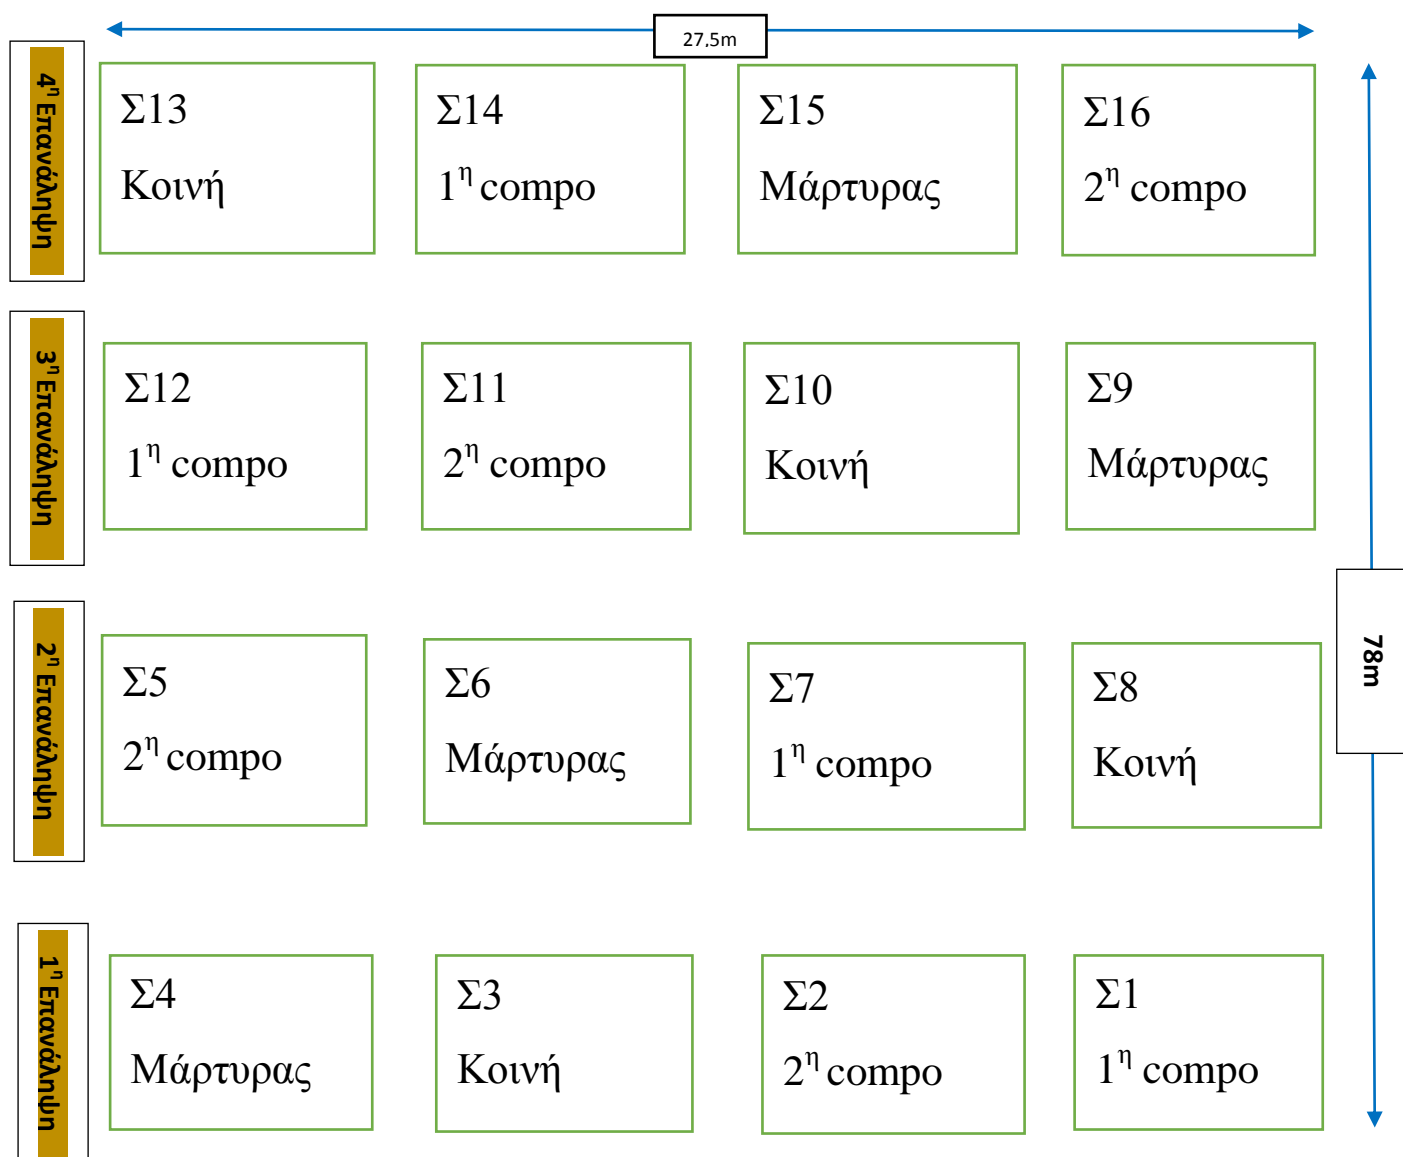 27,5m
4η Επανάληψη
Σ13
Κοινή
Σ14
1η compo
Σ15
Μάρτυρας
Σ16
2η compo
3η Επανάληψη
Σ12
1η compo
Σ11
2η compo
Σ10
Κοινή
Σ9
Μάρτυρας
2η Επανάληψη
Σ5
2η compo
Σ6
Μάρτυρας
Σ7
1η compo
Σ8
Κοινή
78m
1η Επανάληψη
Σ4
Μάρτυρας
Σ3
Κοινή
Σ2
2η compo
Σ1
1η compo